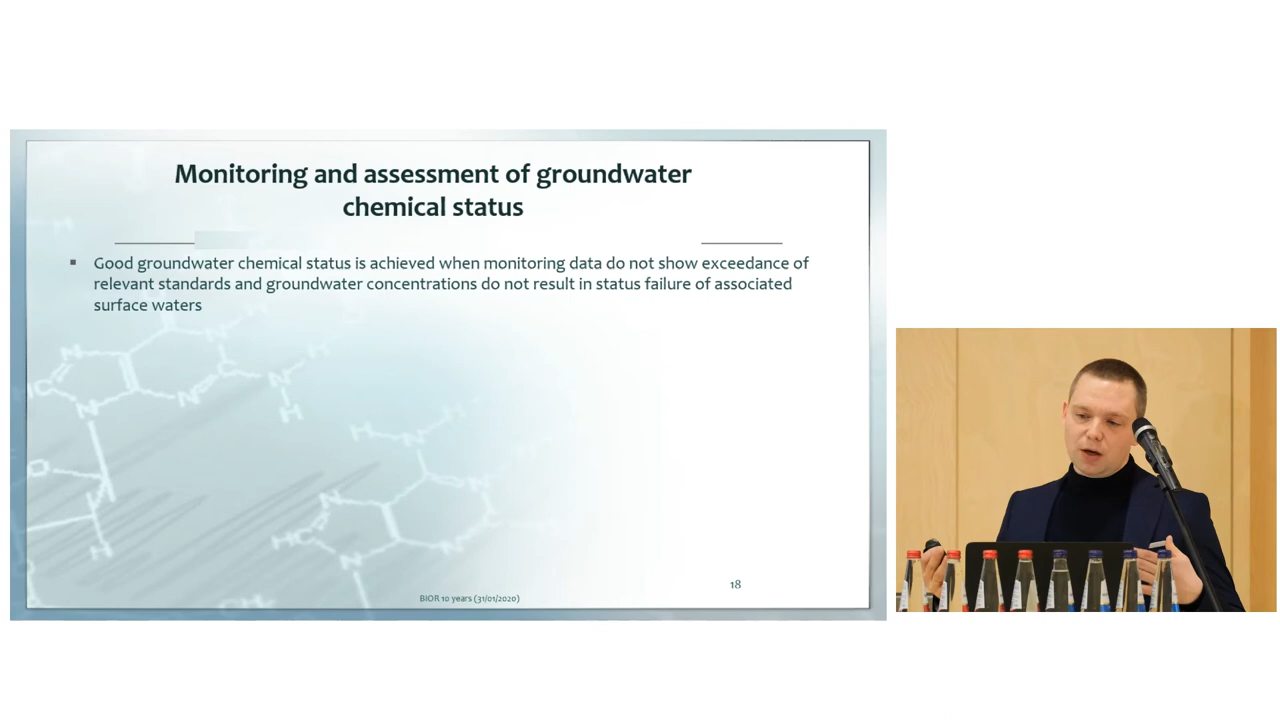 Monitoring and assessment of groundwater
chemical status
▪ Good groundwater chemical status is achieved when monitoring data do not show exceedance of
relevant standards and groundwater concentrations do not result in status failure of associated
surface waters
18
BIOR 10 years (31/01/2020)